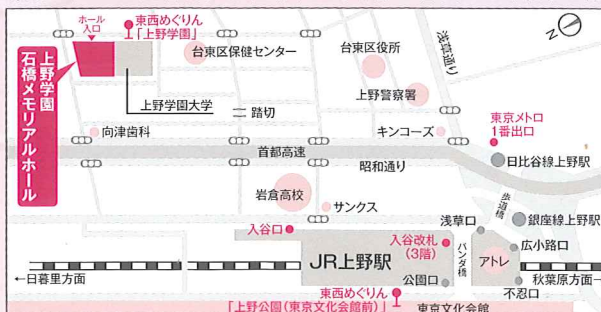 ホール
入口
東西めぐりん
「上野学園」
台東区保健センター
台東区役所
浅草通り
N
上野学園
石橋メモリアルホール
上野学園大学
踏切
上野警察署
向津歯科
キンコーズ
東京メトロ
1番出口
首都高速
昭和通り
日比谷線上野駅
岩倉高校
サンクス
歩道橋
銀座線上野駅
入谷口
浅草口
入谷改札
(3階)
パンダ橋
広小路口
JR上野駅
アトレ
←日暮里方面
公園口
秋葉原方面→
東西めぐりん
「上野公園(東京文化会館前)」
不忍口
東京文化会館